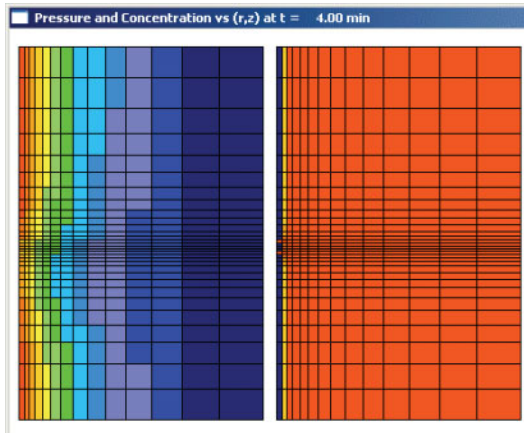 Pressure and Concentration vs (r,z) at t = 4.00 min